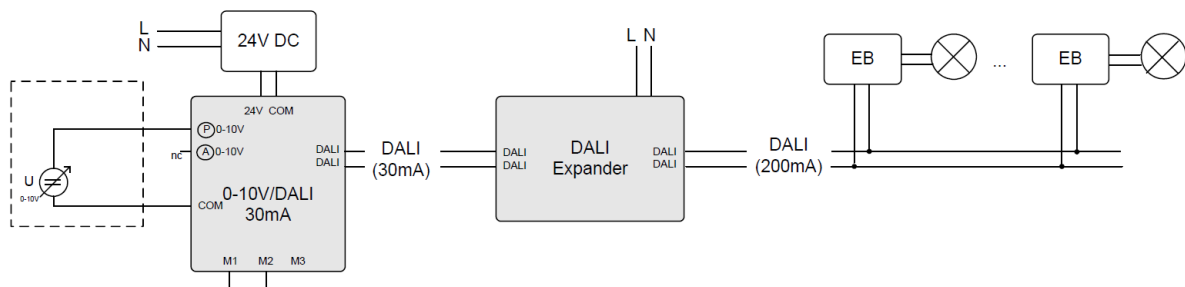 L
N
24V DC
L N
EB
...
EB
24V COM
P 0-10V
nc
A 0-10V
U
0-10V
COM
0-10V/DALI
30mA
DALI
DALI
M1 M2 M3
DALI
(30mA)
DALI
DALI
DALI
Expander
DALI
DALI
DALI
(200mA)